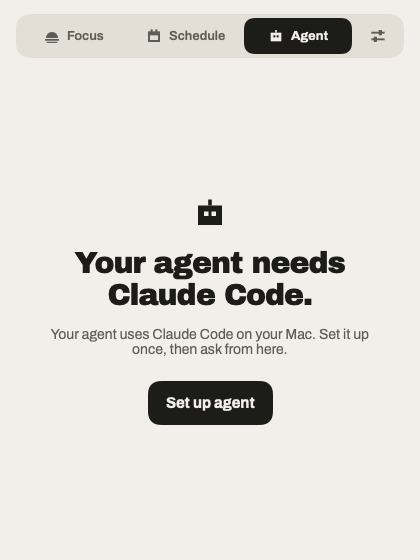 Focus
Schedule
Agent
Your agent needs
Claude Code.
Your agent uses Claude Code on your Mac. Set it up
once, then ask from here.
Set up agent